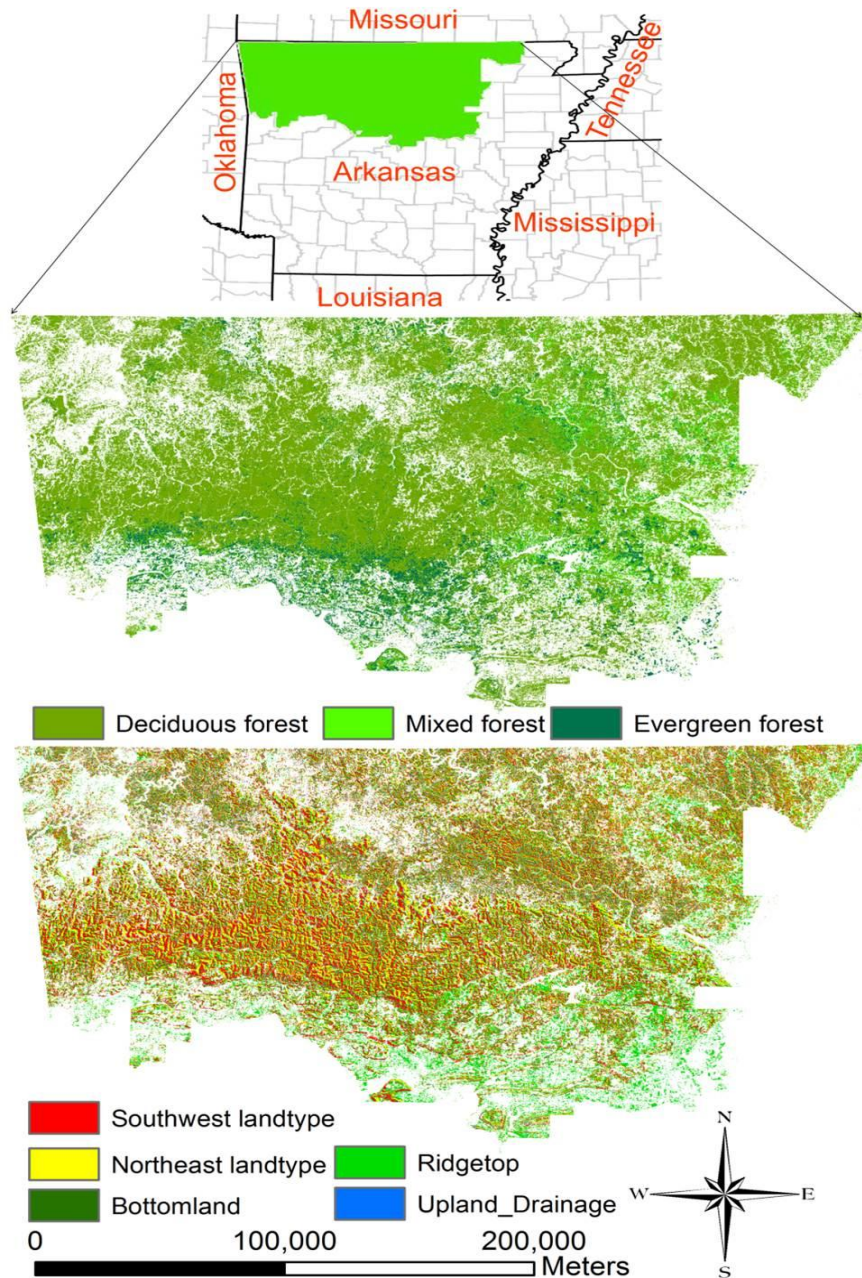 Missouri
Oklahoma
Tennessee
Arkansas
Mississippi
Louisiana
Deciduous forest Mixed forest Evergreen forest
Southwest landtype
Northeast landtype Ridgetop
Bottomland Upland_Drainage
N
W E
S
0 100,000 200,000
Meters